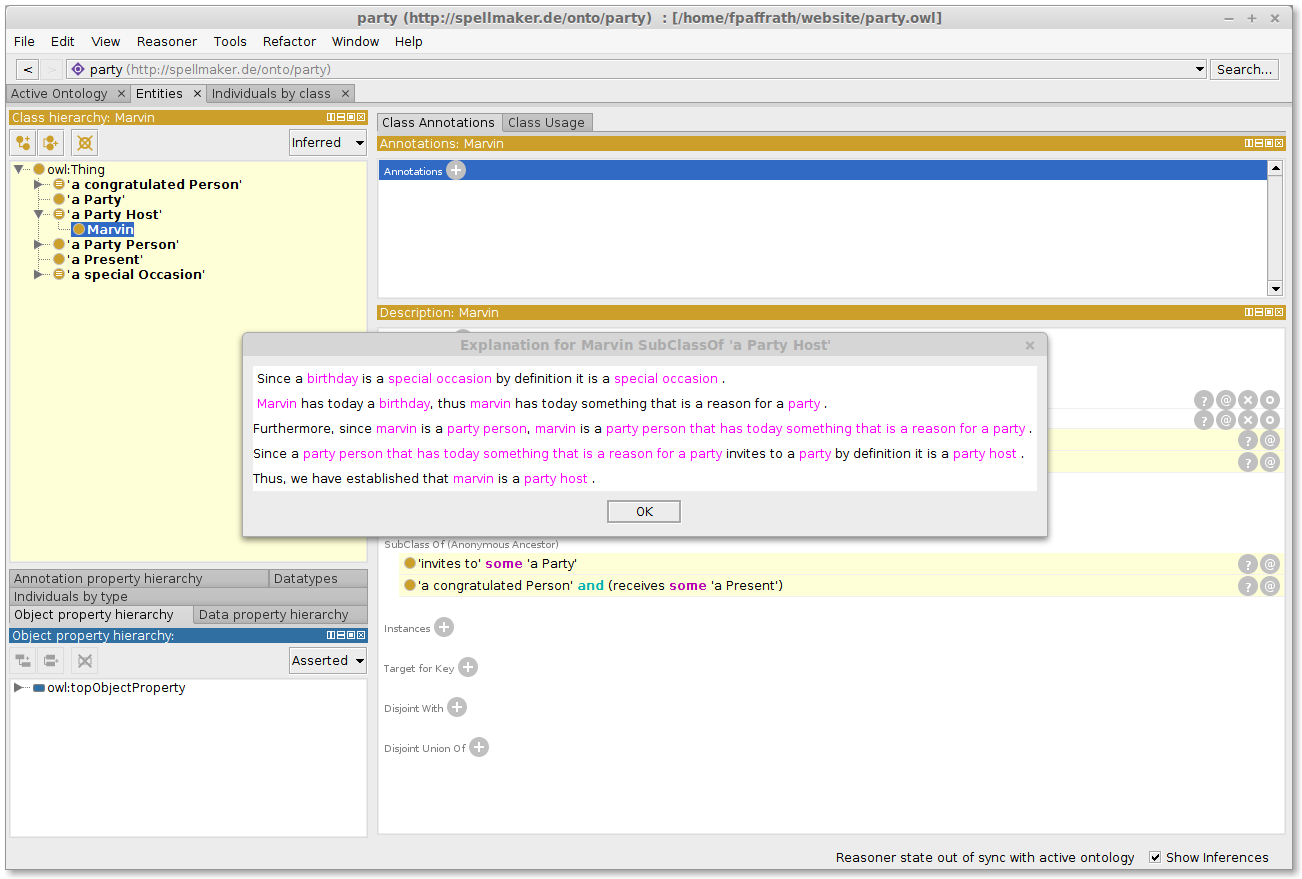 party (http://spellmaker.de/onto/party) : [/home/fpaffrath/website/party.owl]
File Edit View Reasoner Tools Refactor Window Help
< > party (http://spellmaker.de/onto/party) Search...
Active Ontology × Entities × Individuals by class ×
Class hierarchy: Marvin
Inferred
owl:Thing
'a congratulated Person'
'a Party'
'a Party Host'
Marvin
'a Party Person'
'a Present'
'a special Occasion'
Annotation property hierarchy Datatypes
Individuals by type
Object property hierarchy Data property hierarchy
Object property hierarchy:
Asserted
owl:topObjectProperty
Class Annotations Class Usage
Annotations: Marvin
Annotations +
Description: Marvin
Explanation for Marvin SubClassOf 'a Party Host' ×
Since a birthday is a special occasion by definition it is a special occasion .
Marvin has today a birthday, thus marvin has today something that is a reason for a party .
Furthermore, since marvin is a party person, marvin is a party person that has today something that is a reason for a party .
Since a party person that has today something that is a reason for a party invites to a party by definition it is a party host .
Thus, we have established that marvin is a party host .
OK
? @ × o
? @ × o
? @
? @
SubClass Of (Anonymous Ancestor)
'invites to' some 'a Party' ? @
'a congratulated Person' and (receives some 'a Present') ? @
Instances +
Target for Key +
Disjoint With +
Disjoint Union Of +
Reasoner state out of sync with active ontology Show Inferences